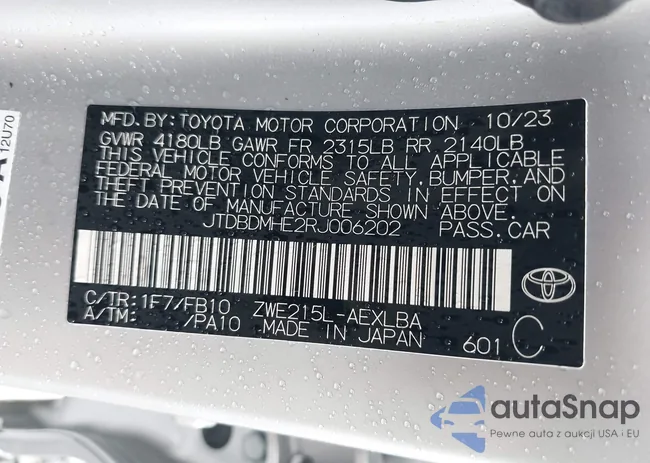 12U70
MFD. BY: TOYOTA MOTOR CORPORATION 10/23
GVWR 4180LB GAWR FR 2315LB RR 2140LB
THIS VEHICLE CONFORMS TO ALL APPLICABLE
FEDERAL MOTOR VEHICLE SAFETY, BUMPER, AND
THEFT PREVENTION STANDARDS IN EFFECT ON
THE DATE OF MANUFACTURE SHOWN ABOVE.
JTDBDMHE2RJ006202 PASS.CAR
C/TR: 1F7/FB10 ZWE215L-AEXLBA
A/TM: /PA10 MADE IN JAPAN 601 C
autaSnap
Pewne auta z aukcji USA i EU